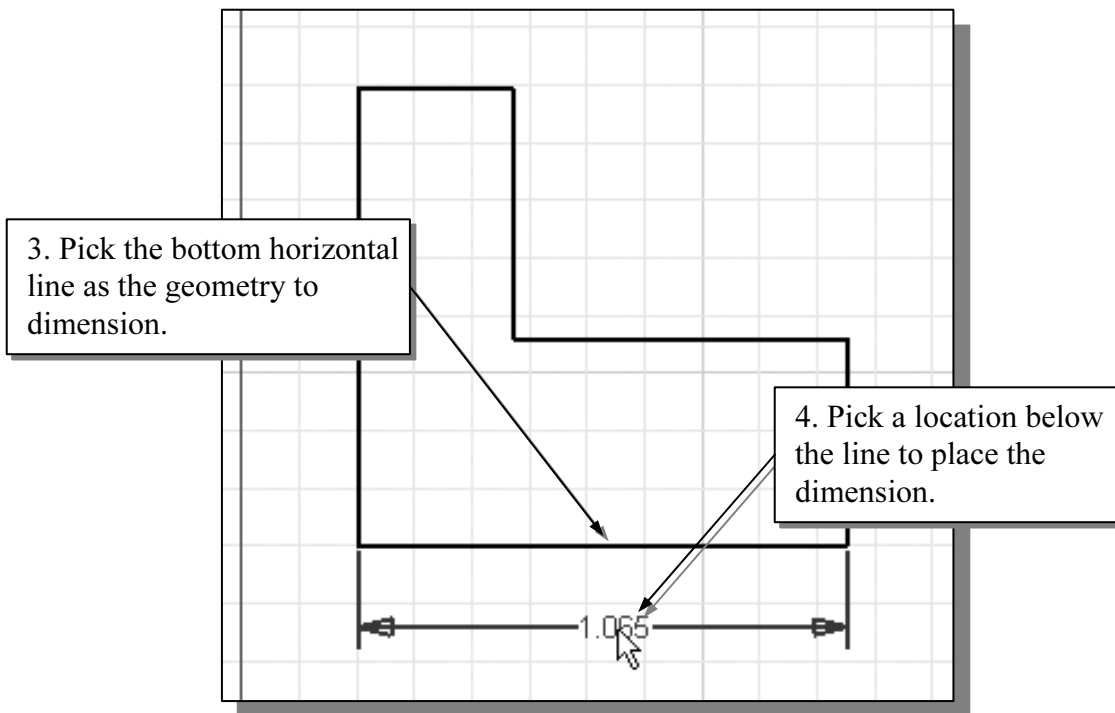 3. Pick the bottom horizontal
line as the geometry to
dimension.
4. Pick a location below
the line to place the
dimension.
1.065